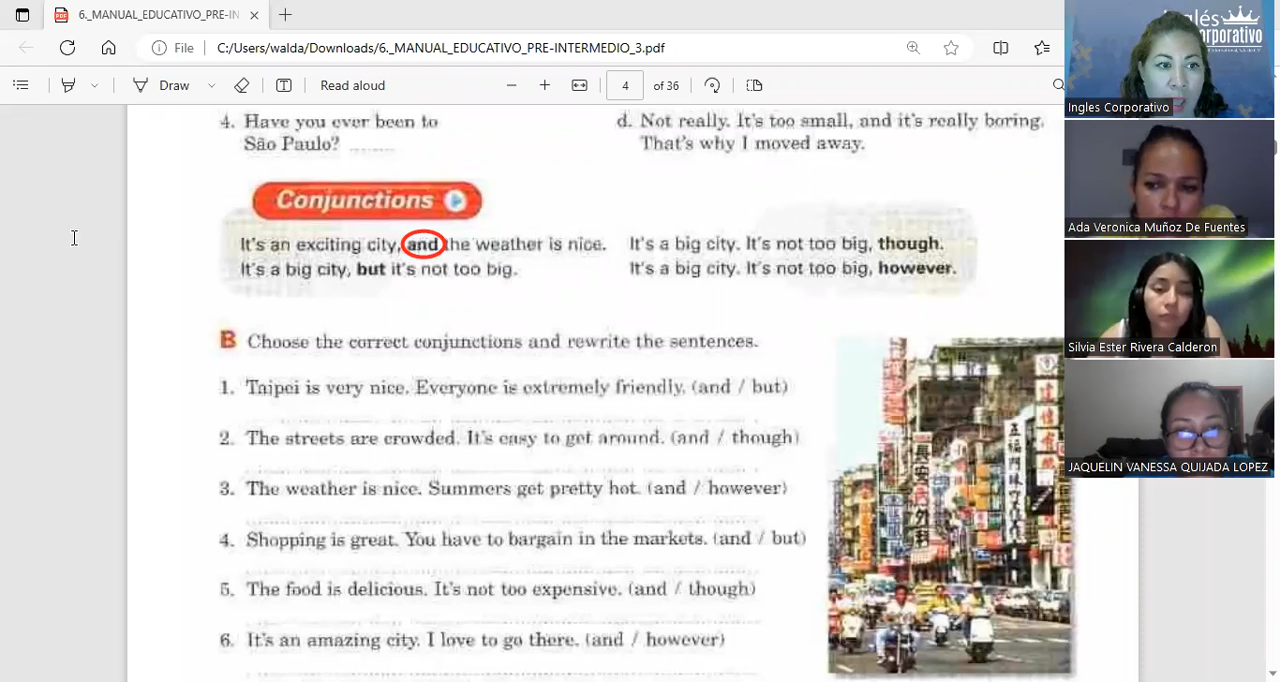 6._MANUAL_EDUCATIVO_PRE-IN
File
C:/Users/walda/Downloads/6._MANUAL_EDUCATIVO_PRE-INTERMEDIO_3.pdf
Draw
Read aloud
4
of 36
4. Have you ever been to
São Paulo?
d. Not really. It's too small, and it's really boring.
That's why I moved away.
Conjunctions
It's an exciting city, and the weather is nice.
It's a big city, but it's not too big.
It's a big city. It's not too big, though.
It's a big city. It's not too big, however.
B Choose the correct conjunctions and rewrite the sentences.
1. Taipei is very nice. Everyone is extremely friendly. (and / but)
2. The streets are crowded. It's easy to get around. (and / though)
3. The weather is nice. Summers get pretty hot. (and / however)
4. Shopping is great. You have to bargain in the markets. (and / but)
5. The food is delicious. It's not too expensive. (and / though)
6. It's an amazing city. I love to go there. (and / however)
Inglés
Corporativo
Ingles Corporativo
Ada Veronica Muñoz De Fuentes
Silvia Ester Rivera Calderon
JAQUELIN VANESSA QUIJADA LOPEZ